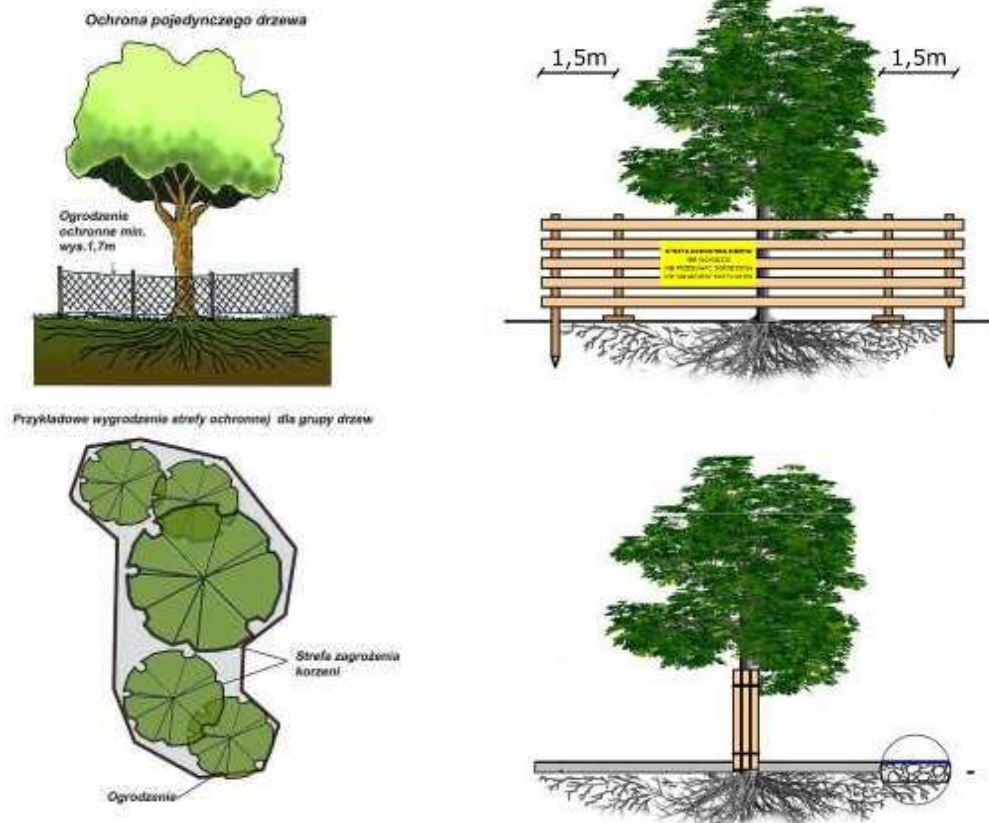 Ochrona pojedynczego drzewa
Ogrodzenie
ochronne min.
wys.1,7m
1,5m
1,5m
Przykładowe wygrodzenie strefy ochronnej dla grupy drzew
Strefa zagrożenia
korzeni
Ogrodzenie